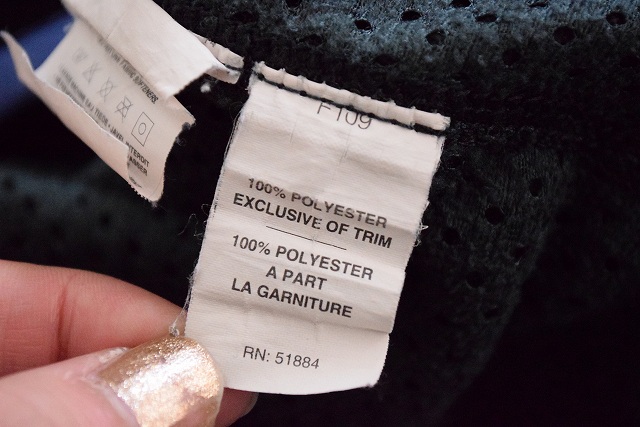 F109
100% POLYESTER
EXCLUSIVE OF TRIM
100% POLYESTER
A PART
LA GARNITURE
RN: 51884